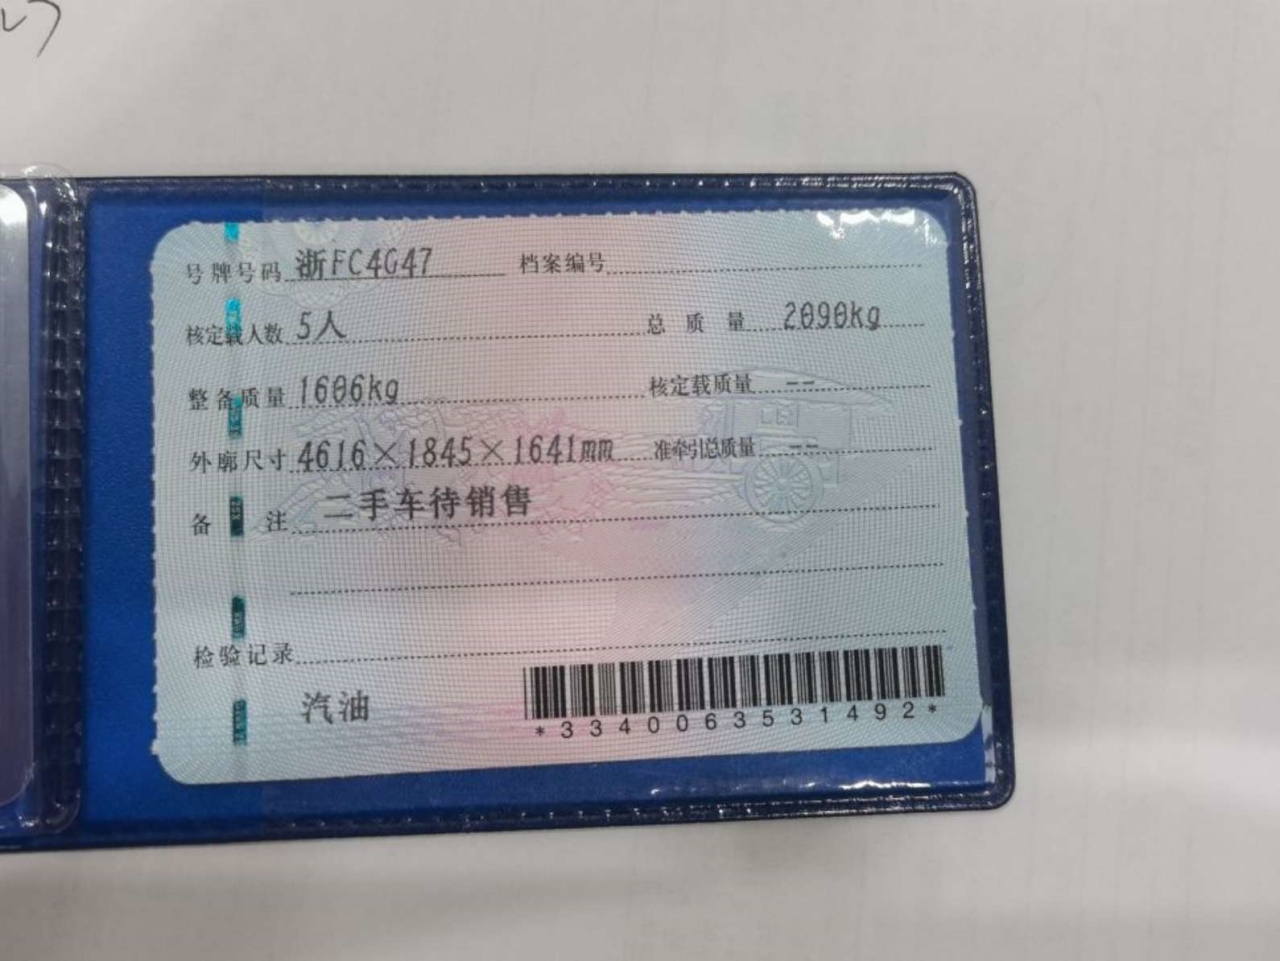 号牌号码 浙FC4G47 档案编号
核定载人数 5人 总质量 2090kg
整备质量 1606kg 核定载质量 --
外廓尺寸 4616×1845×1641mm 准牵引总质量 --
备注 二手车待销售
检验记录
汽油
*3340063531492*